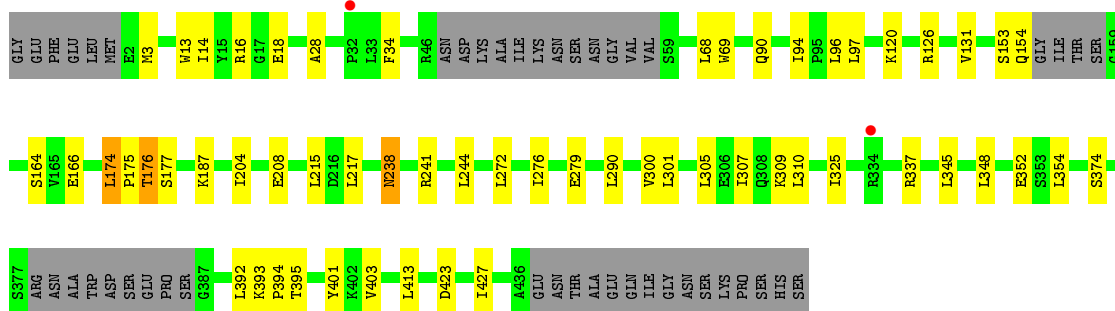 GLY GLU PHE GLU LEU MET E2 M3 W13 I14 Y15 R16 G17 E18 A28 P32 L33 F34 R46 ASN ASP LYS ALA ILE LYS ASN SER ASN GLY VAL VAL S59 L68 W69 Q90 I94 P95 L96 L97 K120 R126 V131 S153 Q154 GLY ILE THR SER G159
S164 V165 E166 L174 P175 T176 S177 K187 I204 E208 L215 D216 L217 N238 R241 L244 L272 I276 E279 L290 V300 L301 L305 E306 I307 Q308 K309 L310 I325 R334 R337 L345 L348 E352 S353 L354 S374
S377 ARG ASN ALA TRP ASP SER GLU PRO SER G387 L392 K393 P394 T395 Y401 K402 V403 L413 D423 I427 A436 GLU ASN THR ALA GLU GLN ILE GLY ASN SER LYS PRO SER HIS SER